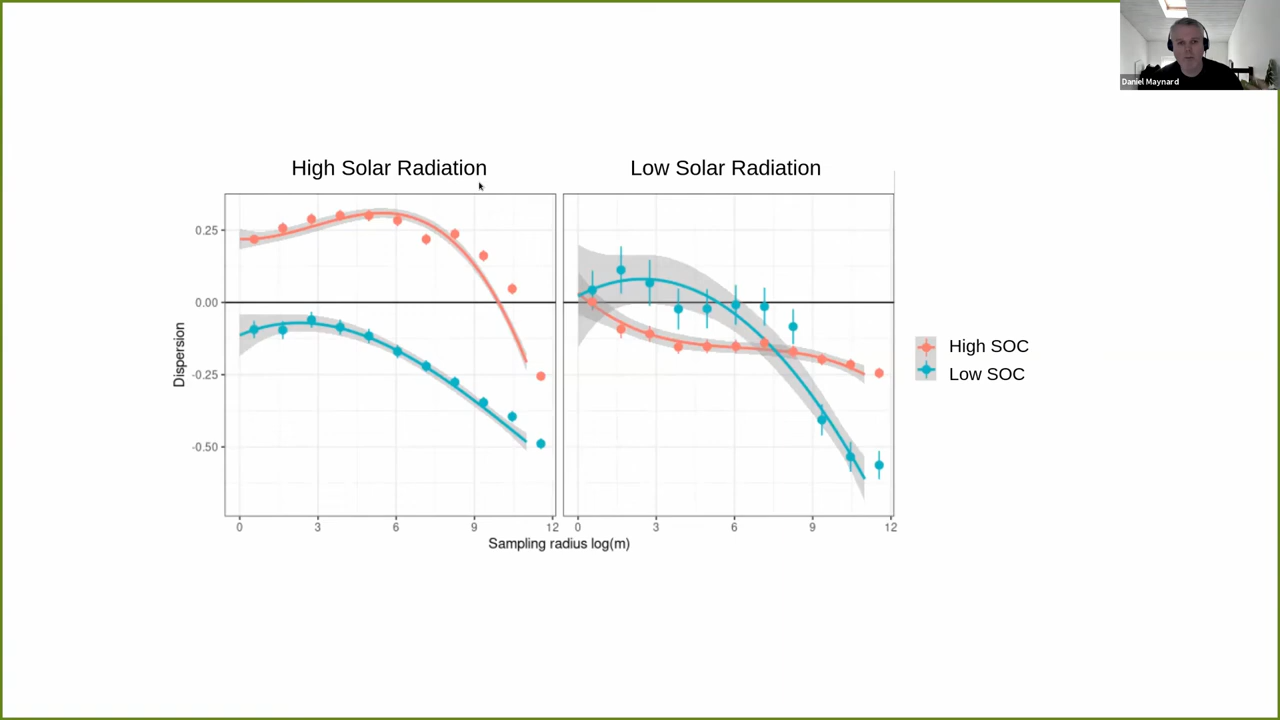 Daniel Maynard
High Solar Radiation
Low Solar Radiation
0.25
0.00
-0.25
-0.50
Dispersion
0 3 6 9 12
0 3 6 9 12
Sampling radius log(m)
High SOC
Low SOC